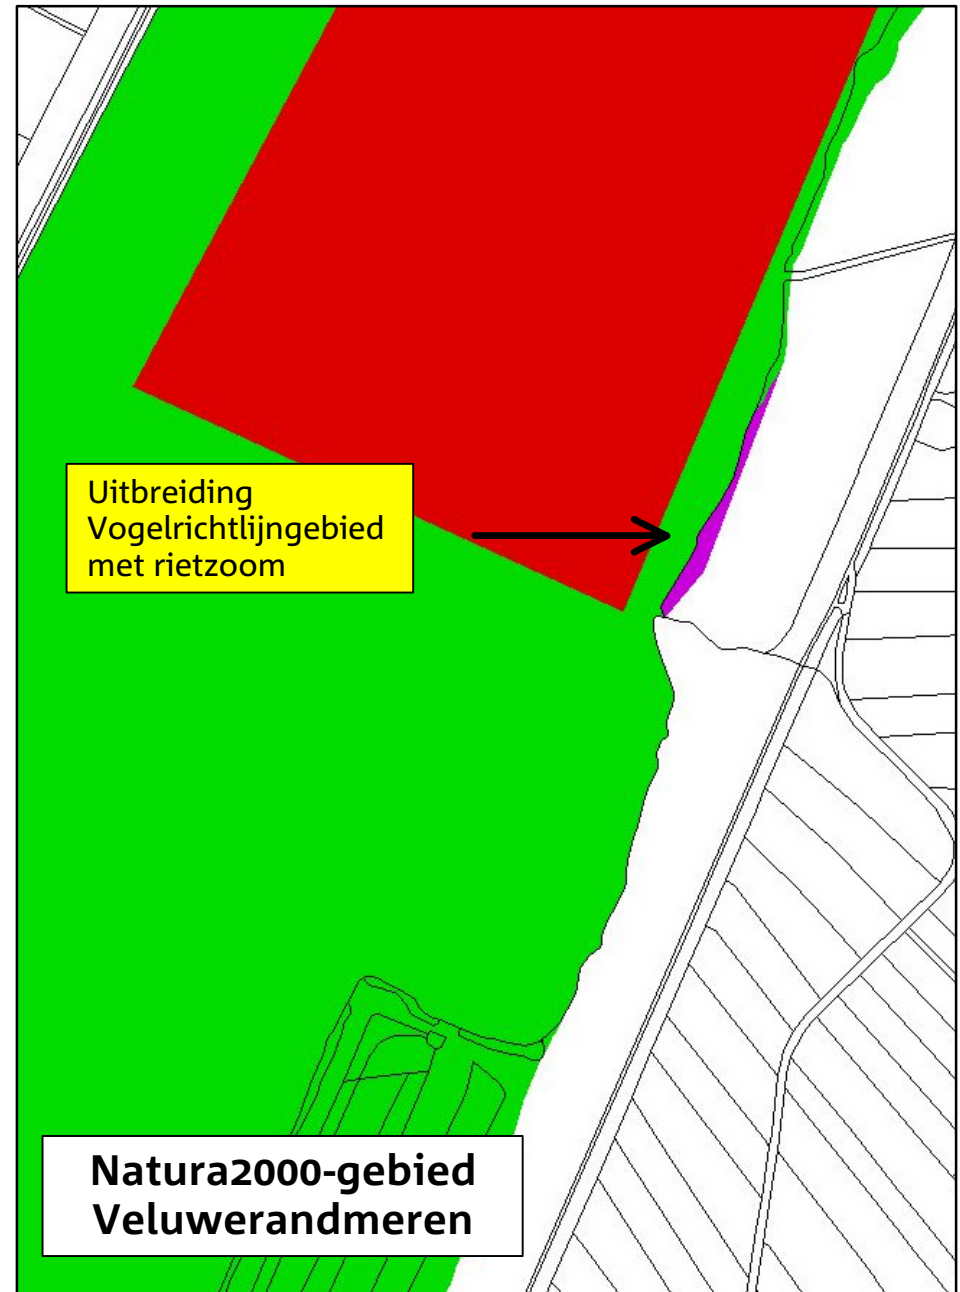 Uitbreiding
Vogelrichtlijngebied
met rietzoom
Natura2000-gebied
Veluwerandmeren